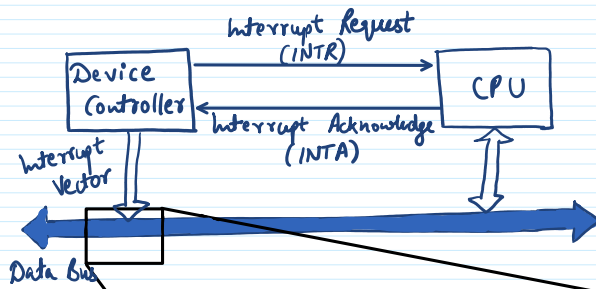 Interrupt Request
(INTR)
Device
Controller
CPU
Interrupt Acknowledge
(INTA)
Interrupt
Vector
Data Bus